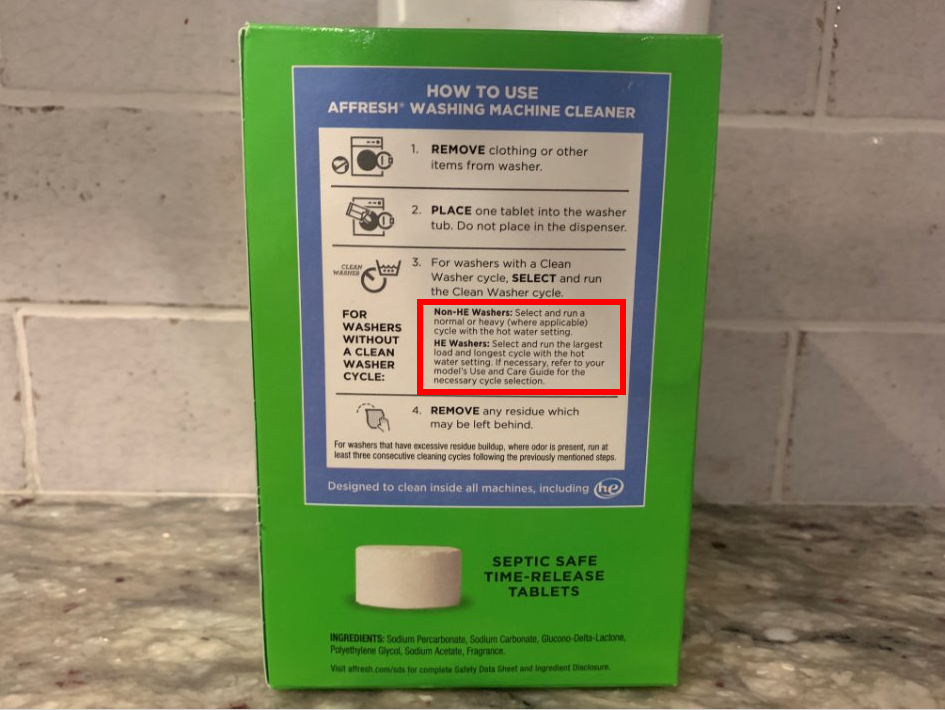 HOW TO USE
AFFRESH® WASHING MACHINE CLEANER
1. REMOVE clothing or other
items from washer.
2. PLACE one tablet into the washer
tub. Do not place in the dispenser.
CLEAN
WASHER
3. For washers with a Clean
Washer cycle, SELECT and run
the Clean Washer cycle.
FOR
WASHERS
WITHOUT
A CLEAN
WASHER
CYCLE:
Non-HE Washers: Select and run a
normal or heavy (where applicable)
cycle with the hot water setting.
HE Washers: Select and run the largest
load and longest cycle with the hot
water setting. If necessary, refer to your
model's Use and Care Guide for the
necessary cycle selection.
4. REMOVE any residue which
may be left behind.
For washers that have excessive residue buildup, where odor is present, run at
least three consecutive cleaning cycles following the previously mentioned steps.
Designed to clean inside all machines, including he
SEPTIC SAFE
TIME-RELEASE
TABLETS
INGREDIENTS: Sodium Percarbonate, Sodium Carbonate, Glucono-Delta-Lactone,
Polyethylene Glycol, Sodium Acetate, Fragrance.
Visit affresh.com/sds for complete Safety Data Sheet and Ingredient Disclosure.